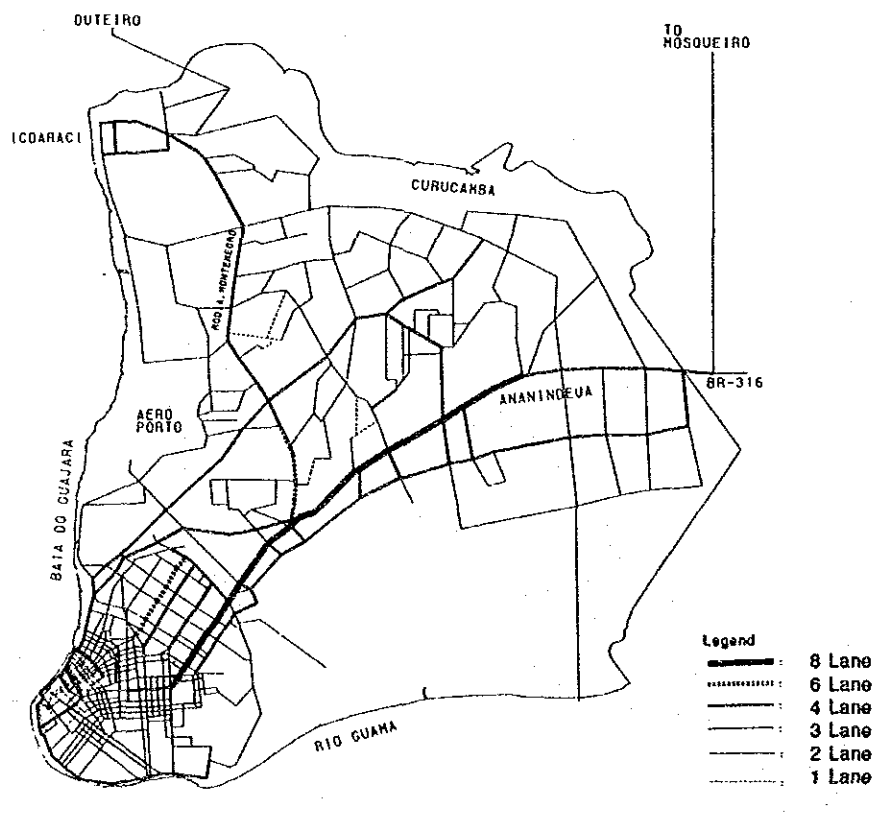 OUTEIRO
TO
MOSQUEIRO
ICOARACI
CURUCAMBA
ROD. A. MONTENEGRO
BR-316
ANANINDEUA
AERO
PORTO
BAIA DO GUAJARA
RIO GUAMA
Legend
: 8 Lane
: 6 Lane
: 4 Lane
: 3 Lane
: 2 Lane
: 1 Lane